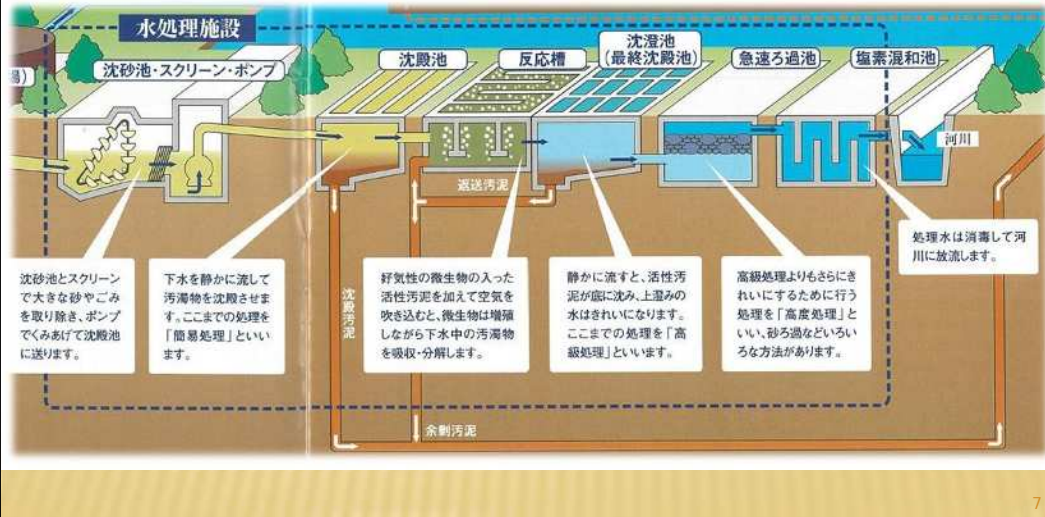 水処理施設
場)
沈砂池・スクリーン・ポンプ
沈殿池
反応槽
沈澄池
(最終沈殿池)
急速ろ過池
塩素混和池
河川
返送汚泥
沈砂池とスクリーン
で大きな砂やごみ
を取り除き、ポンプ
でくみあげて沈殿池
に送ります。
下水を静かに流して
汚濁物を沈殿させま
す。ここまでの処理を
「簡易処理」といい
ます。
沈殿汚泥
好気性の微生物の入った
活性汚泥を加えて空気を
吹き込むと、微生物は増殖
しながら下水中の汚濁物
を吸収・分解します。
静かに流すと、活性汚
泥が底に沈み、上澄みの
水はきれいになります。
ここまでの処理を「高
級処理」といいます。
高級処理よりもさらにき
れいにするために行う
処理を「高度処理」と
いい、砂ろ過などいろい
ろな方法があります。
処理水は消毒して河
川に放流します。
余剰汚泥
7